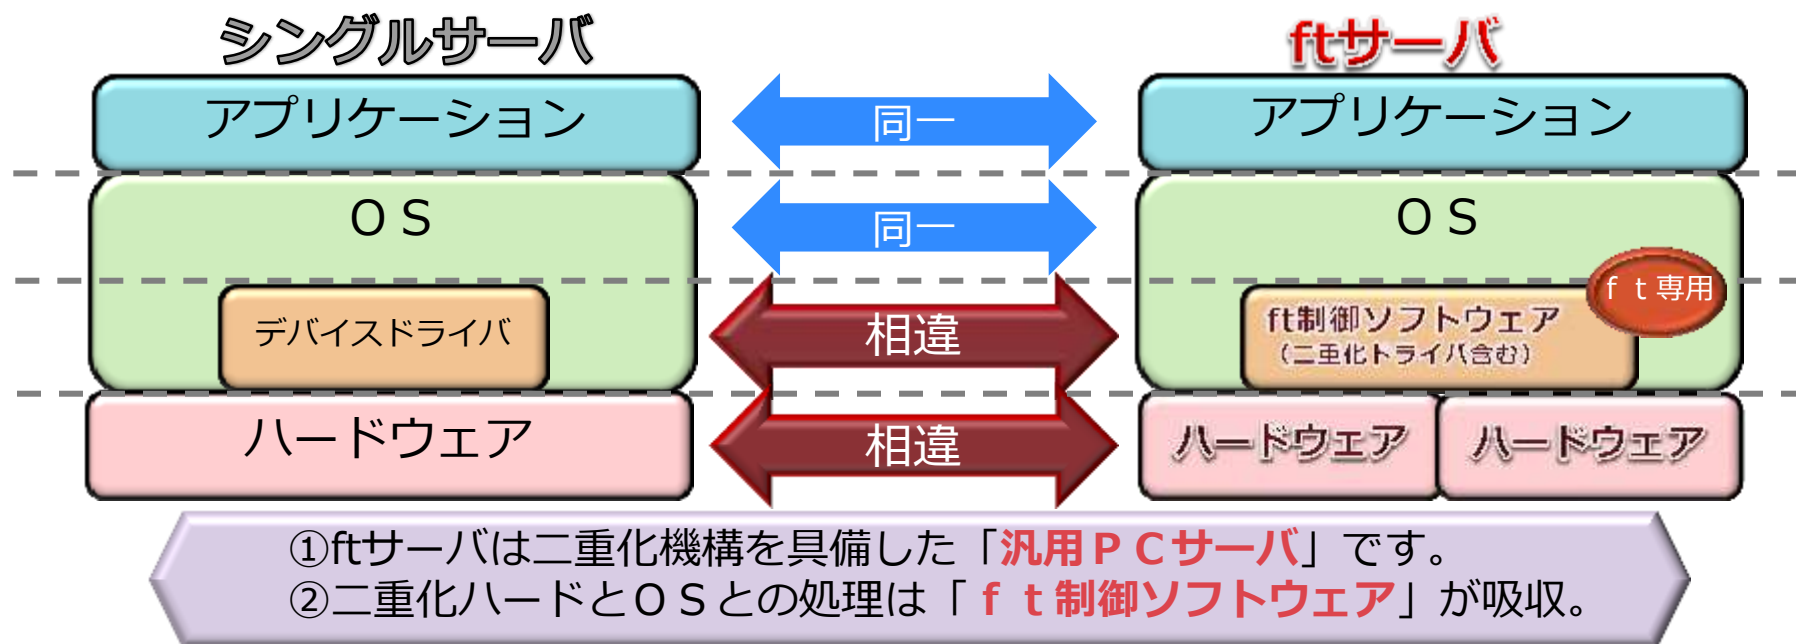 シングルサーバ
ftサーバ
アプリケーション
同一
アプリケーション
ＯＳ
同一
ＯＳ
ｆｔ専用
デバイスドライバ
相違
ft制御ソフトウェア
（二重化ドライバ含む）
ハードウェア
相違
ハードウェア
ハードウェア
①ftサーバは二重化機構を具備した「汎用ＰＣサーバ」です。
②二重化ハードとＯＳとの処理は「ｆｔ制御ソフトウェア」が吸収。